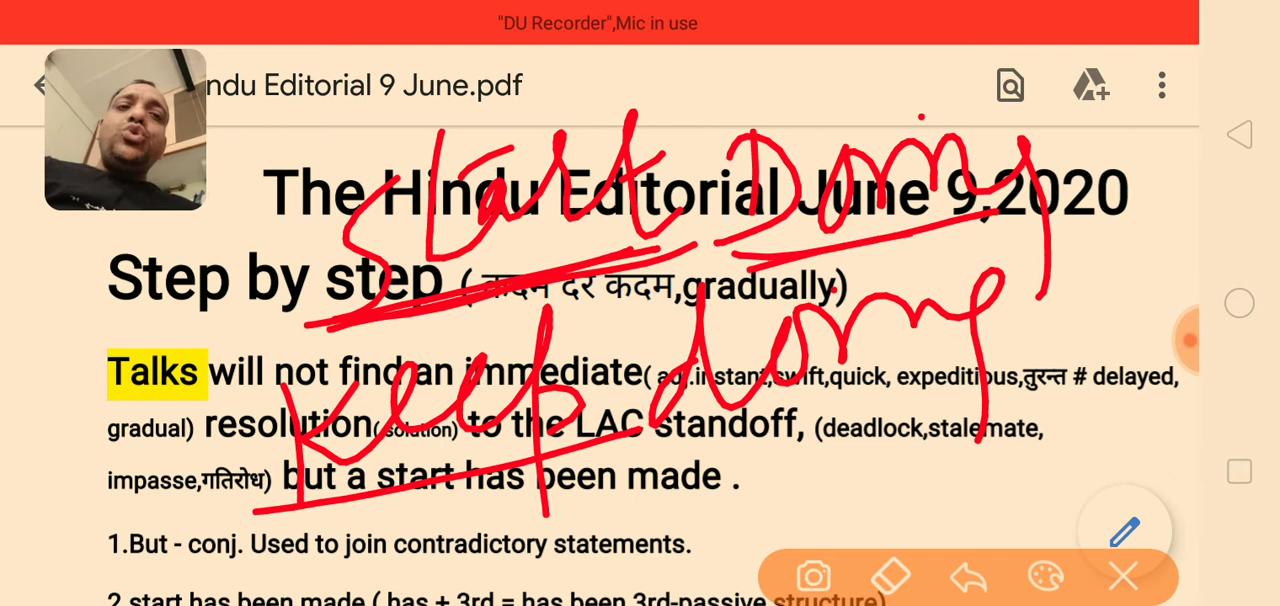 "DU Recorder",Mic in use
ndu Editorial 9 June.pdf
Start Doing
The Hindu Editorial June 9,2020
Step by step ( कदम दर कदम,gradually)
keep doing
Talks will not find an immediate( adj.instant,swift,quick, expeditious,तुरन्त # delayed,
gradual) resolution(solution) to the LAC standoff, (deadlock,stalemate,
impasse,गतिरोध) but a start has been made .
1.But - conj. Used to join contradictory statements.
2.start has been made ( has + 3rd = has been 3rd-passive structure)